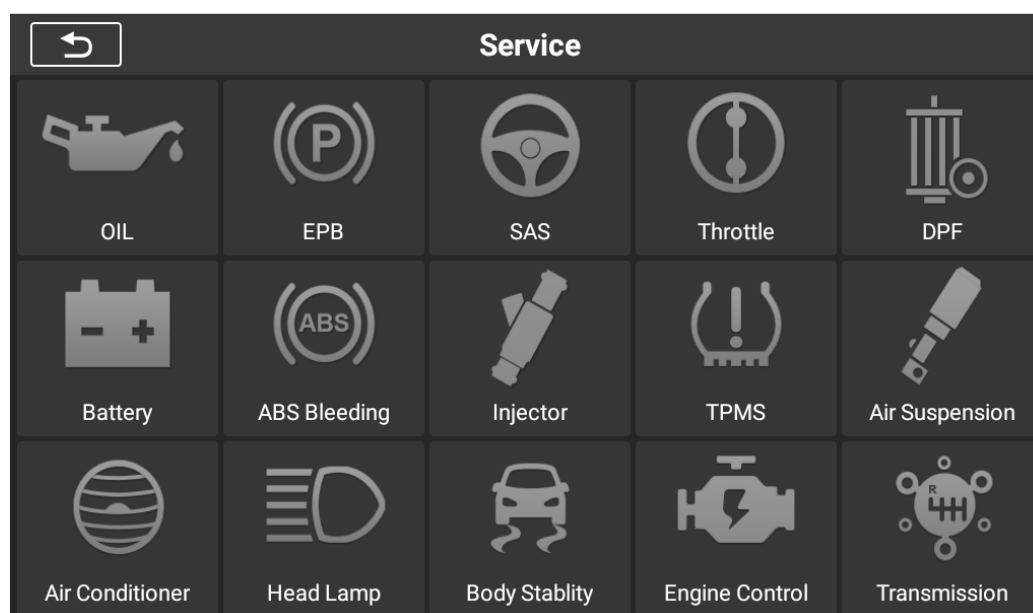 Service
OIL
EPB
SAS
Throttle
DPF
P
ABS
Battery
ABS Bleeding
Injector
TPMS
Air Suspension
R
Air Conditioner
Head Lamp
Body Stablity
Engine Control
Transmission